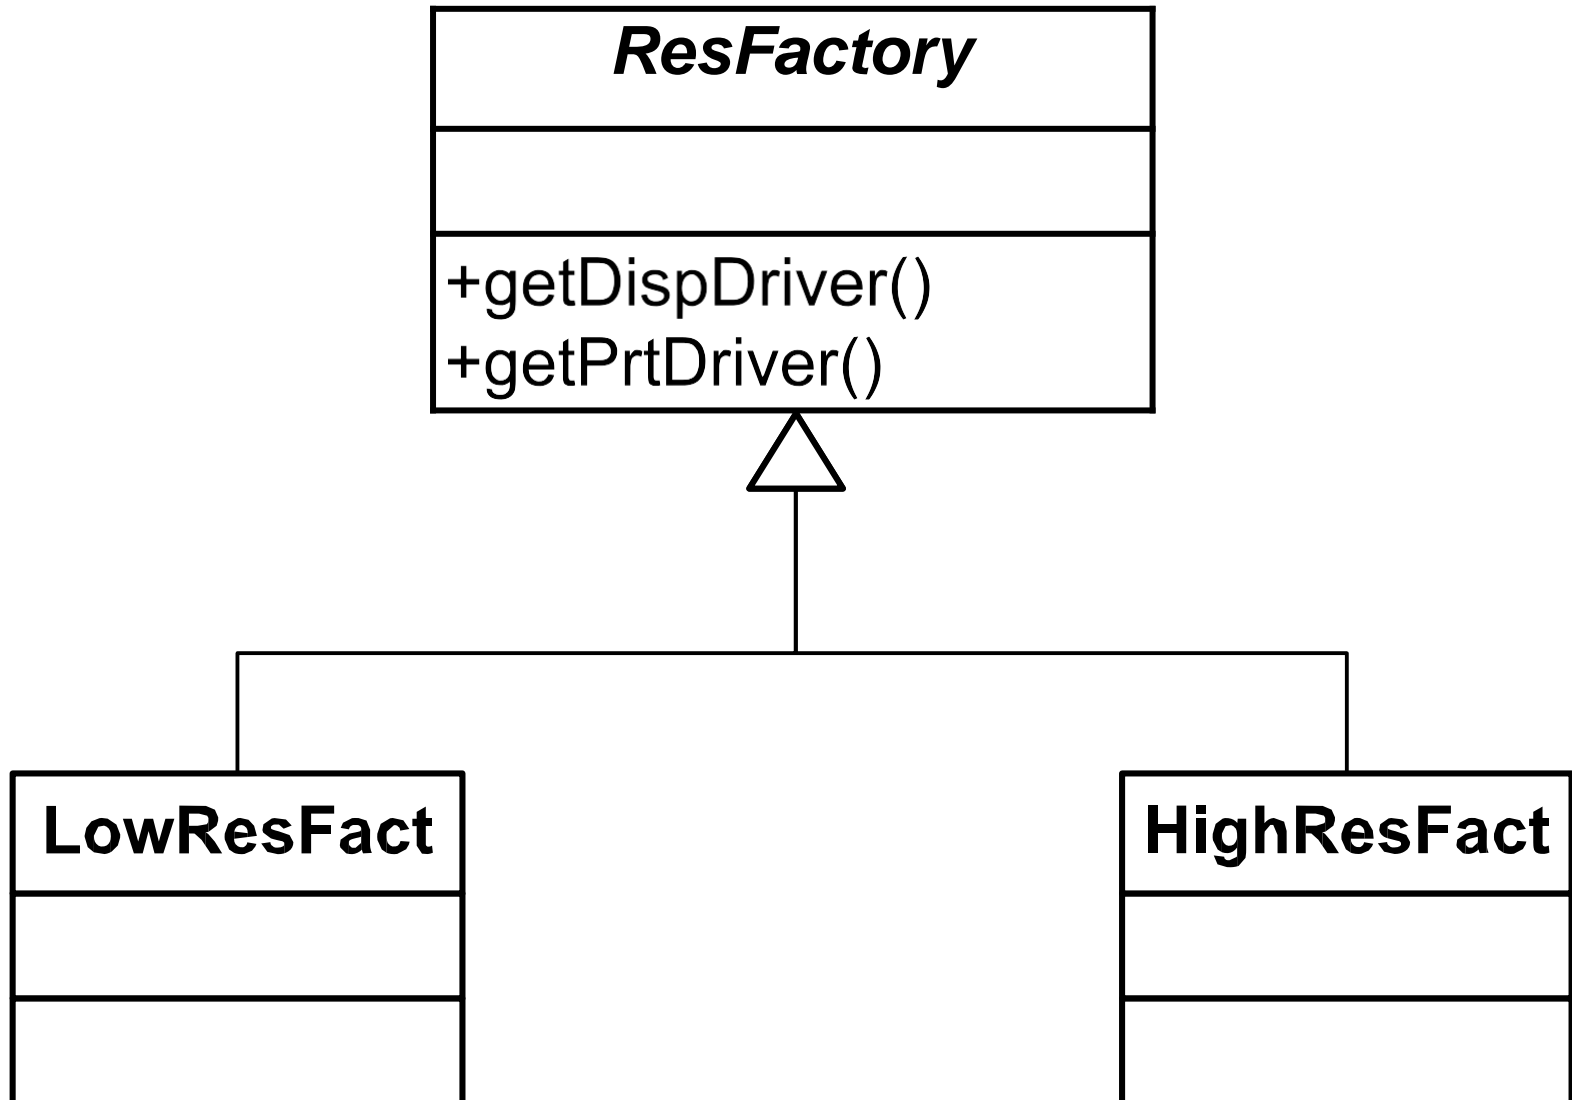 ResFactory
+getDispDriver()
+getPrtDriver()
LowResFact
HighResFact